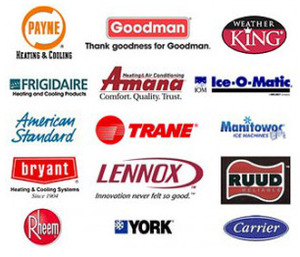 PAYNE
HEATING & COOLING
Goodman
Thank goodness for Goodman.
WEATHER
KING
FRIGIDAIRE
Heating and Cooling Products
Heating & Air Conditioning
Amana
Comfort. Quality. Trust.
IOM
Ice-O-Matic
American
Standard
TRANE
Manitowoc
ICE MACHINES
bryant
Heating & Cooling Systems
Since 1904
LENNOX
Innovation never felt so good.™
RUUD
RELIABLE
Rheem
YORK
Carrier